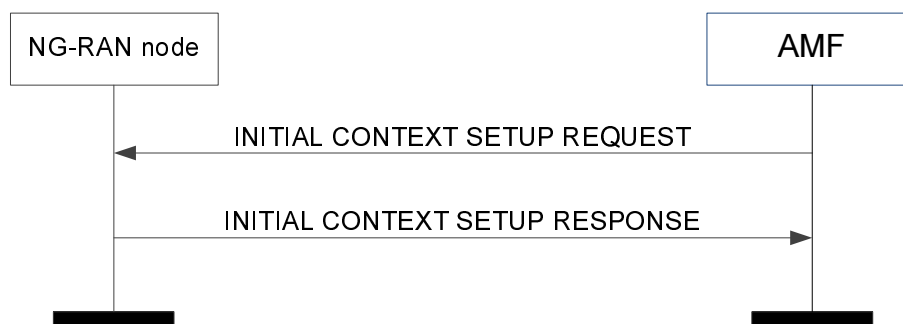 NG-RAN node
AMF
INITIAL CONTEXT SETUP REQUEST
INITIAL CONTEXT SETUP RESPONSE